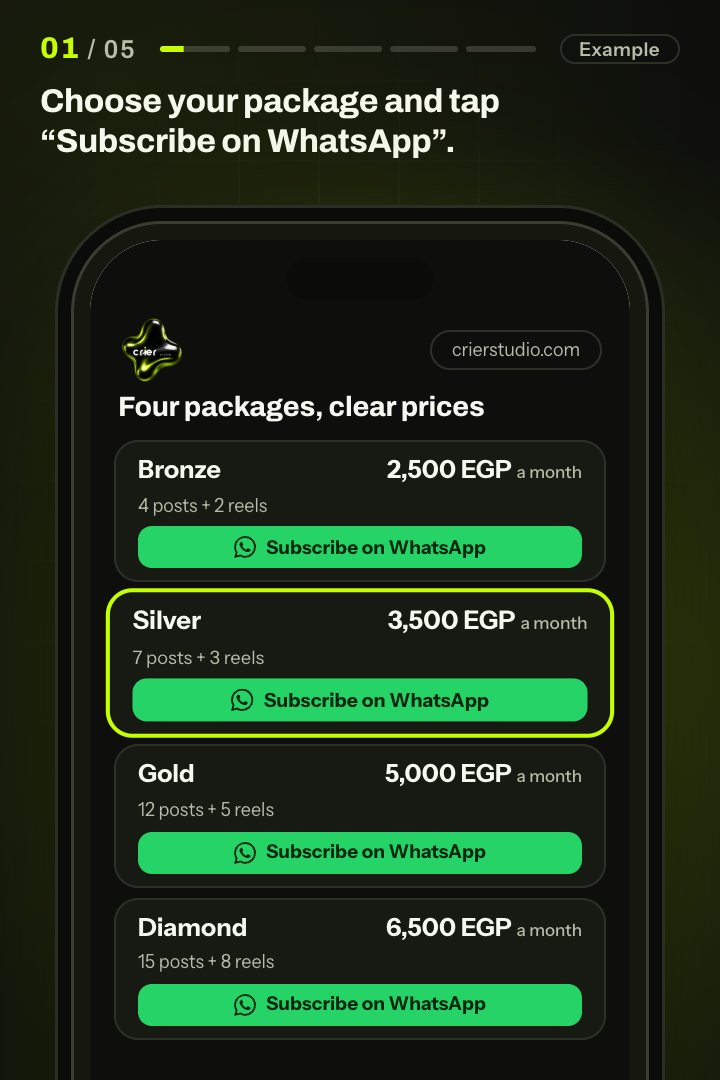 01 / 05
Example
Choose your package and tap
“Subscribe on WhatsApp”.
crier
crierstudio.com
Four packages, clear prices
Bronze 2,500 EGP a month
4 posts + 2 reels
Subscribe on WhatsApp
Silver 3,500 EGP a month
7 posts + 3 reels
Subscribe on WhatsApp
Gold 5,000 EGP a month
12 posts + 5 reels
Subscribe on WhatsApp
Diamond 6,500 EGP a month
15 posts + 8 reels
Subscribe on WhatsApp